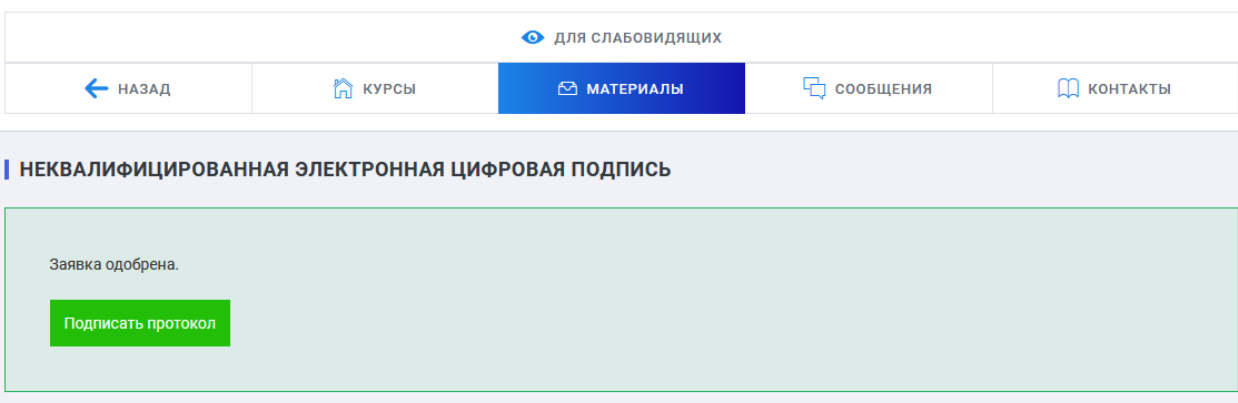 ДЛЯ СЛАБОВИДЯЩИХ
НАЗАД КУРСЫ МАТЕРИАЛЫ СООБЩЕНИЯ КОНТАКТЫ
НЕКВАЛИФИЦИРОВАННАЯ ЭЛЕКТРОННАЯ ЦИФРОВАЯ ПОДПИСЬ
Заявка одобрена.
Подписать протокол